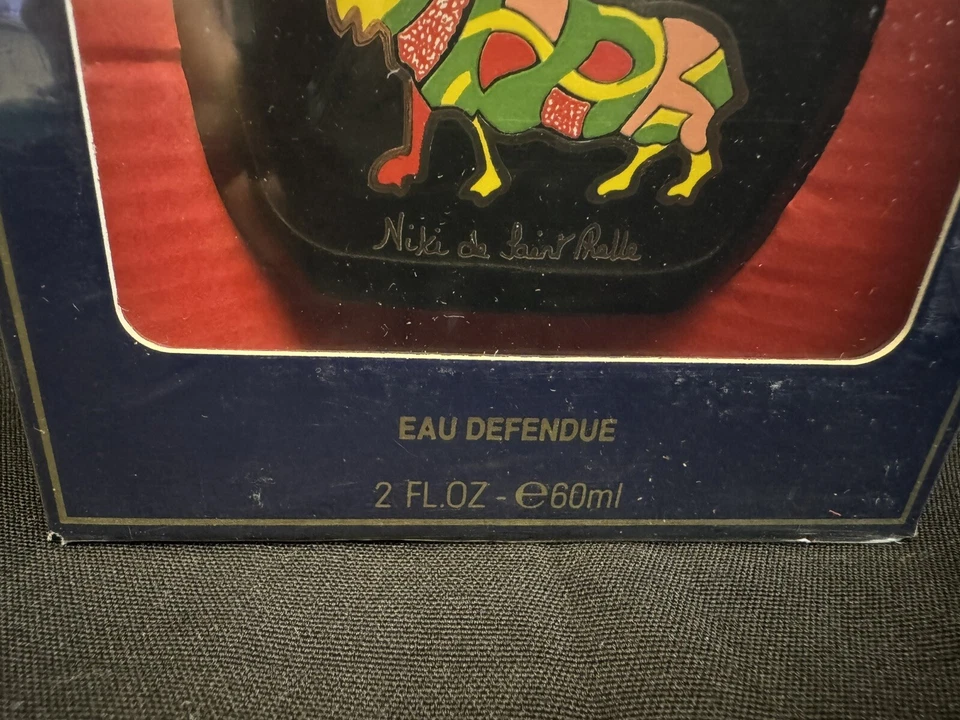 Niki de Saint Phalle
EAU DEFENDUE
2 FL.OZ - ℮60ml